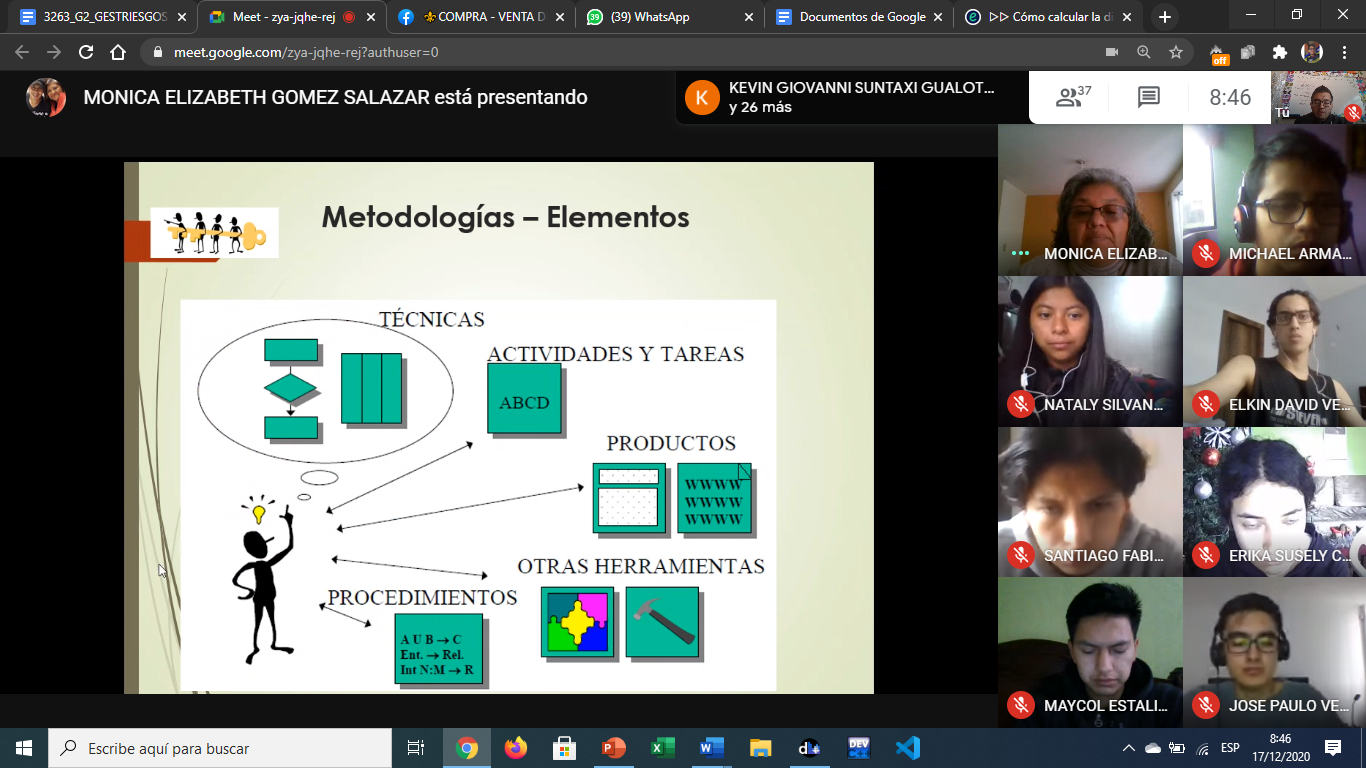 3263_G2_GESTRIESGOS
Meet - zya-jqhe-rej
COMPRA - VENTA D
(39) WhatsApp
Documentos de Google
▷▷ Cómo calcular la di
meet.google.com/zya-jqhe-rej?authuser=0
off
MONICA ELIZABETH GOMEZ SALAZAR está presentando
K
KEVIN GIOVANNI SUNTAXI GUALOT...
y 26 más
37
8:46
Tú
Metodologías – Elementos
TÉCNICAS
ACTIVIDADES Y TAREAS
ABCD
PRODUCTOS
WWWW
WWWW
WWWW
OTRAS HERRAMIENTAS
PROCEDIMIENTOS
A U B → C
Ent. → Rel.
Int N:M → R
MONICA ELIZAB...
MICHAEL ARMA...
NATALY SILVAN...
ELKIN DAVID VE...
SANTIAGO FABI...
ERIKA SUSELY C...
MAYCOL ESTALI...
JOSE PAULO VE...
Escribe aquí para buscar
DEV
ESP
8:46
17/12/2020